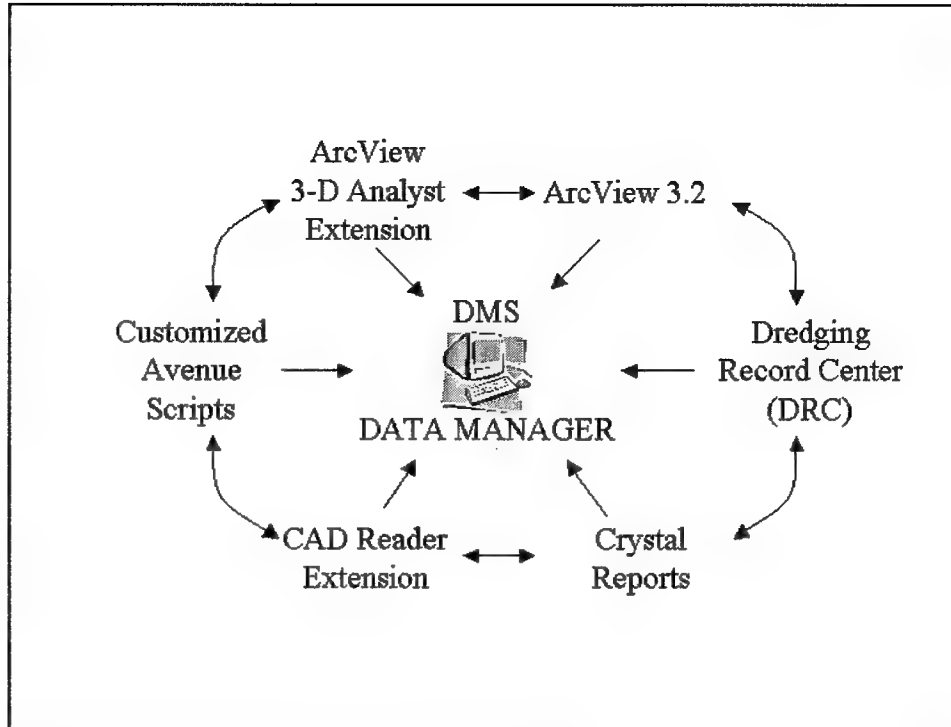 ArcView
3-D Analyst
Extension
ArcView 3.2
DMS
DATA MANAGER
Customized
Avenue
Scripts
Dredging
Record Center
(DRC)
CAD Reader
Extension
Crystal
Reports